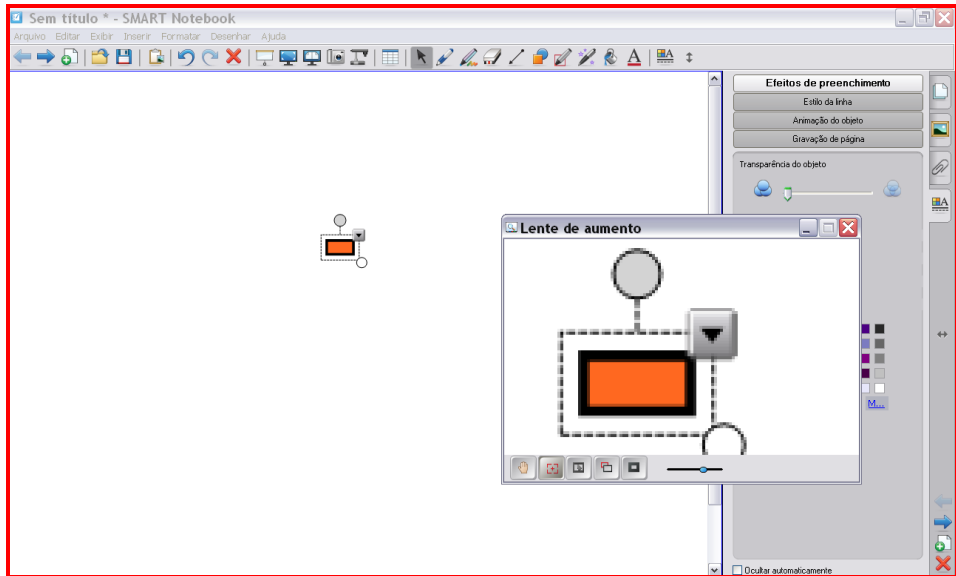 Sem título * - SMART Notebook
Arquivo Editar Exibir Inserir Formatar Desenhar Ajuda
A
A
Efeitos de preenchimento
Estilo da linha
Animação do objeto
Gravação de página
Transparência do objeto
Lente de aumento
M...
Ocultar automaticamente